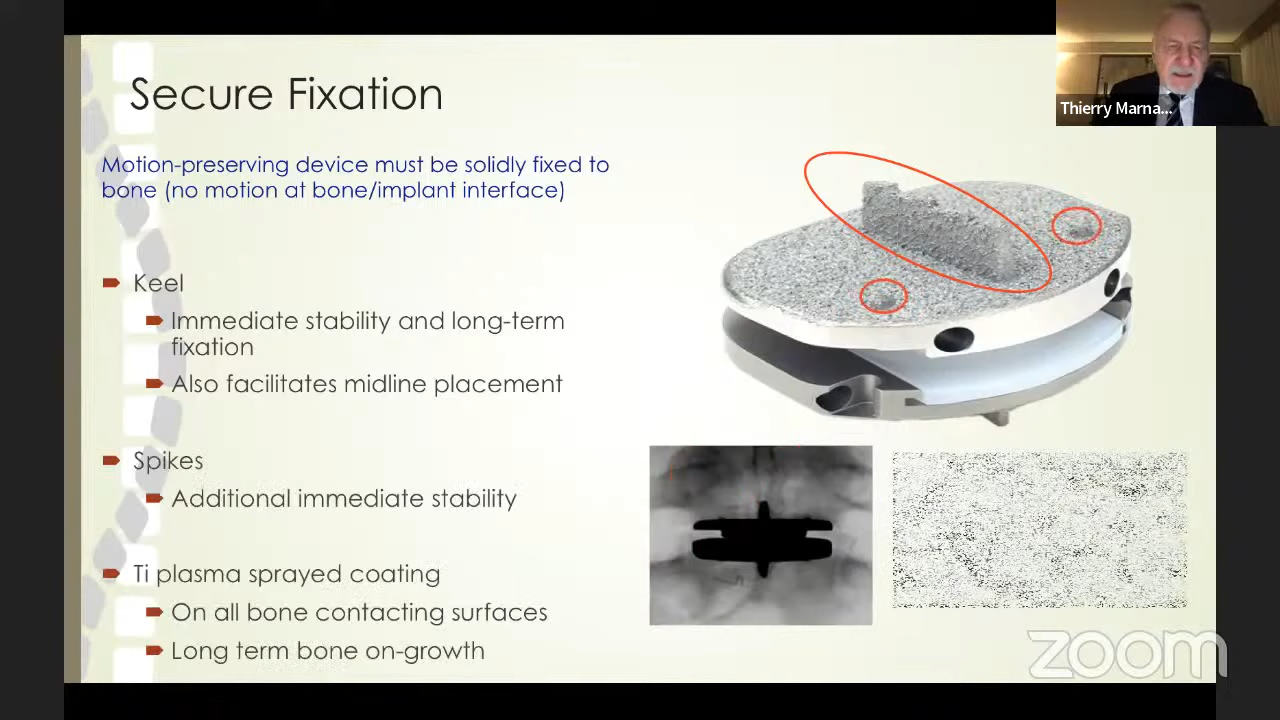 Secure Fixation
Thierry Marna...
Motion-preserving device must be solidly fixed to
bone (no motion at bone/implant interface)
Keel
Immediate stability and long-term
fixation
Also facilitates midline placement
Spikes
Additional immediate stability
Ti plasma sprayed coating
On all bone contacting surfaces
Long term bone on-growth
zoom